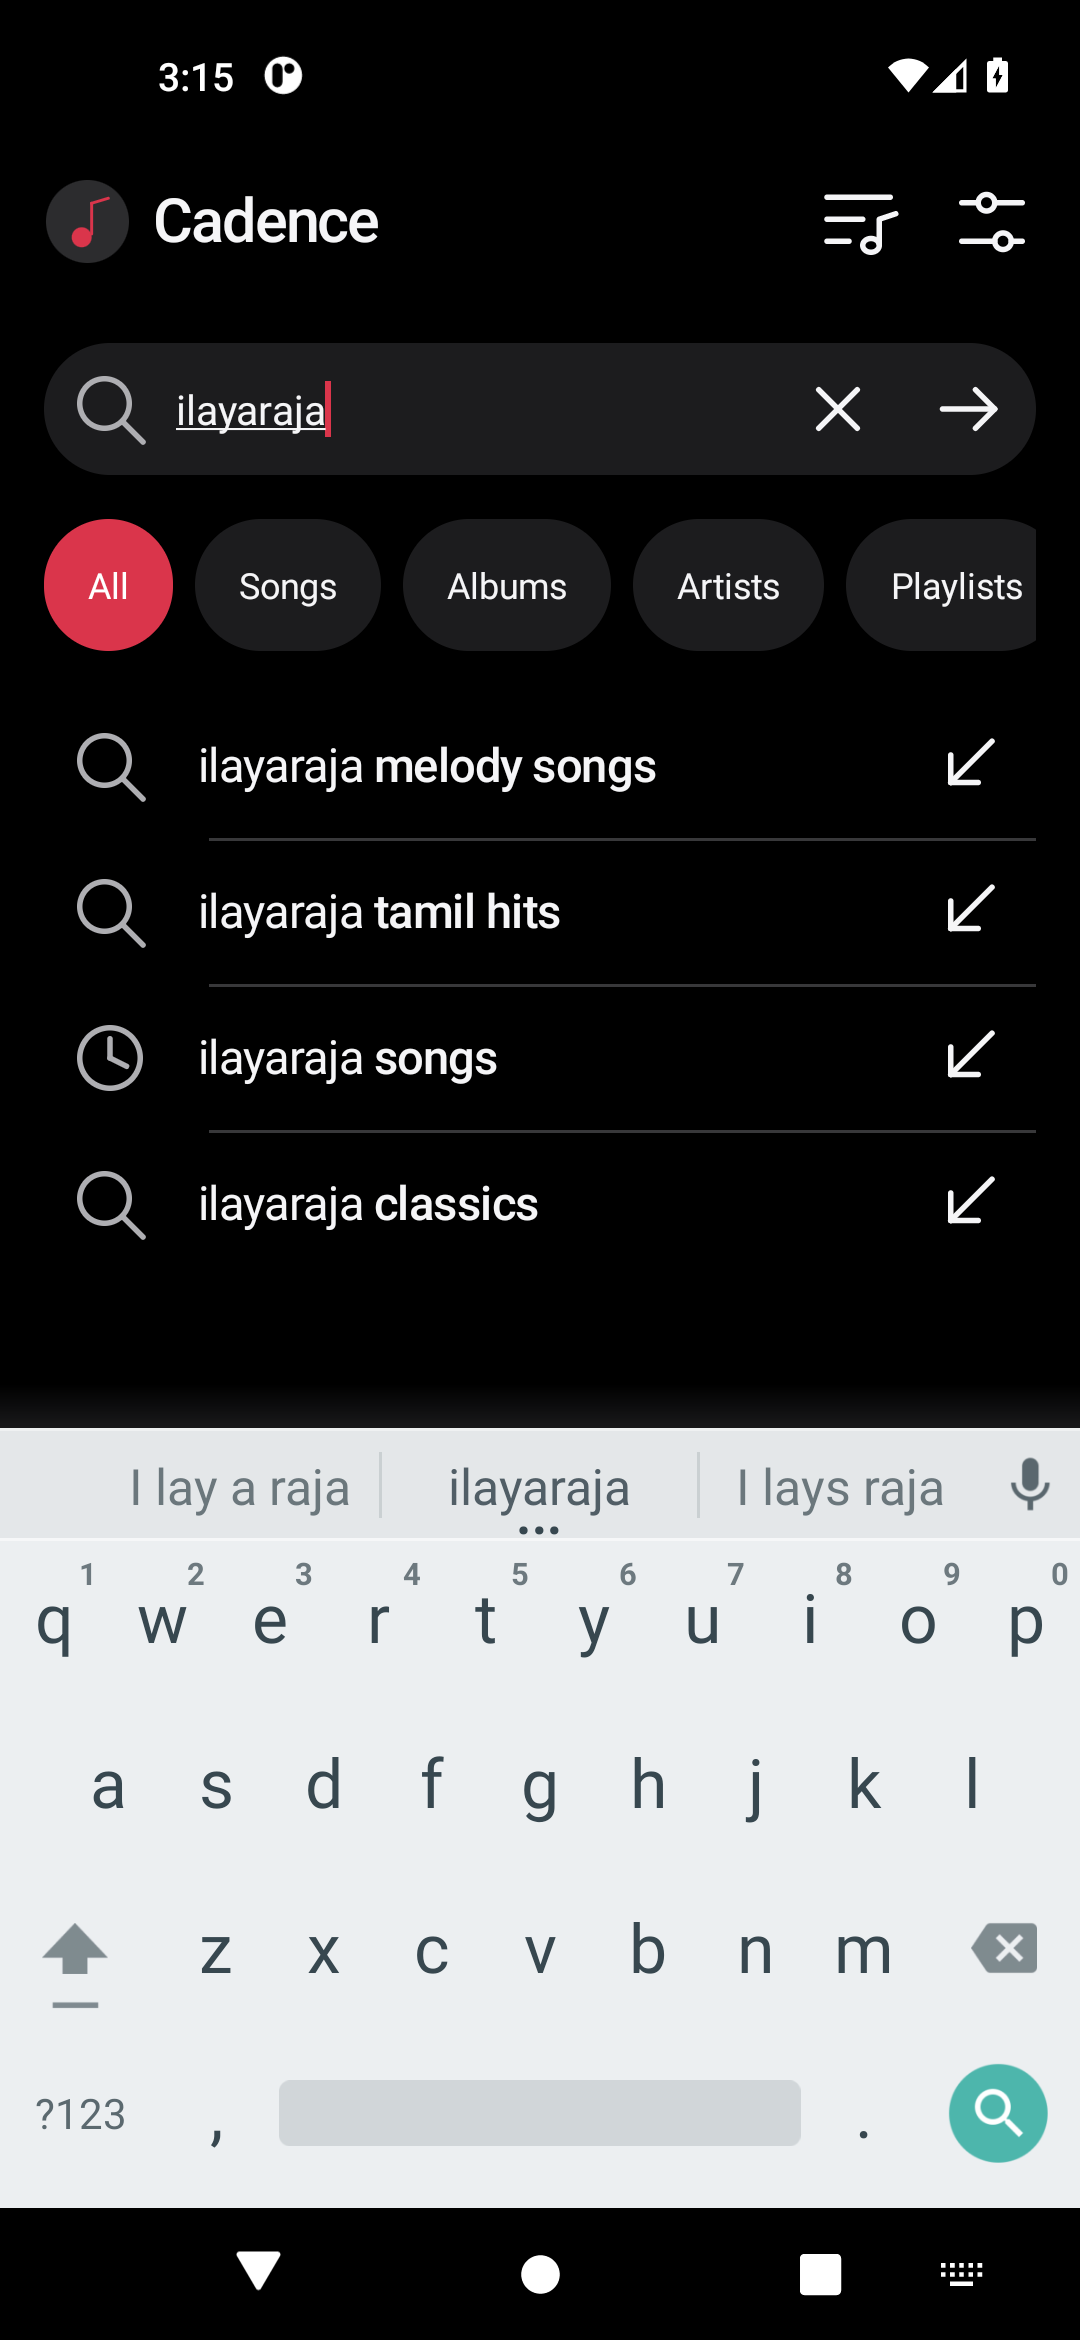 3:15
Cadence
ilayaraja
All Songs Albums Artists Playlists
ilayaraja melody songs
ilayaraja tamil hits
ilayaraja songs
ilayaraja classics
I lay a raja ilayaraja I lays raja
1 2 3 4 5 6 7 8 9 0
q w e r t y u i o p
a s d f g h j k l
z x c v b n m
?123 , .